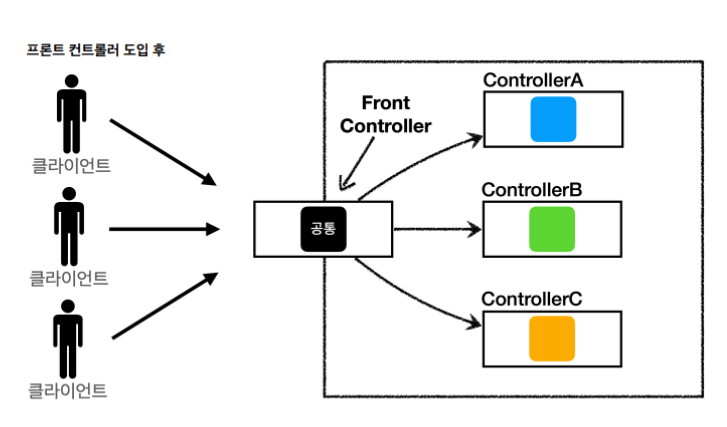 프론트 컨트롤러 도입 후
클라이언트
클라이언트
클라이언트
Front
Controller
공통
ControllerA
ControllerB
ControllerC